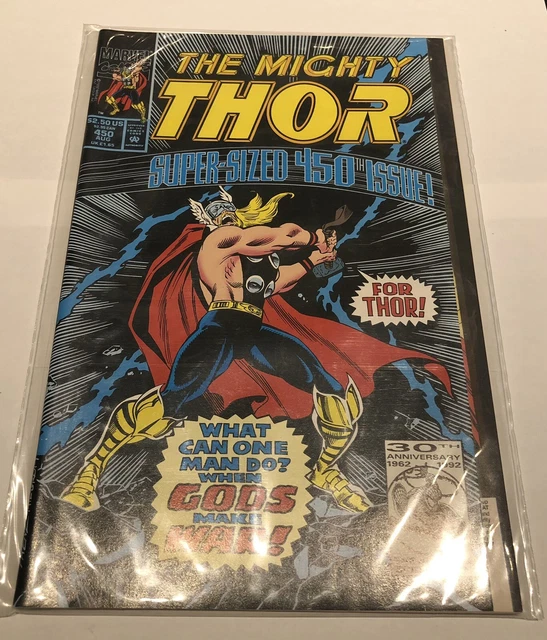 MARVEL
$2.50 US
450
AUG
THE MIGHTY
THOR
SUPER-SIZED 450TH ISSUE!
FOR
THOR!
WHAT
CAN ONE
MAN DO?
WHEN
GODS
MAKE
WAR!
30TH
ANNIVERSARY
1962 1992